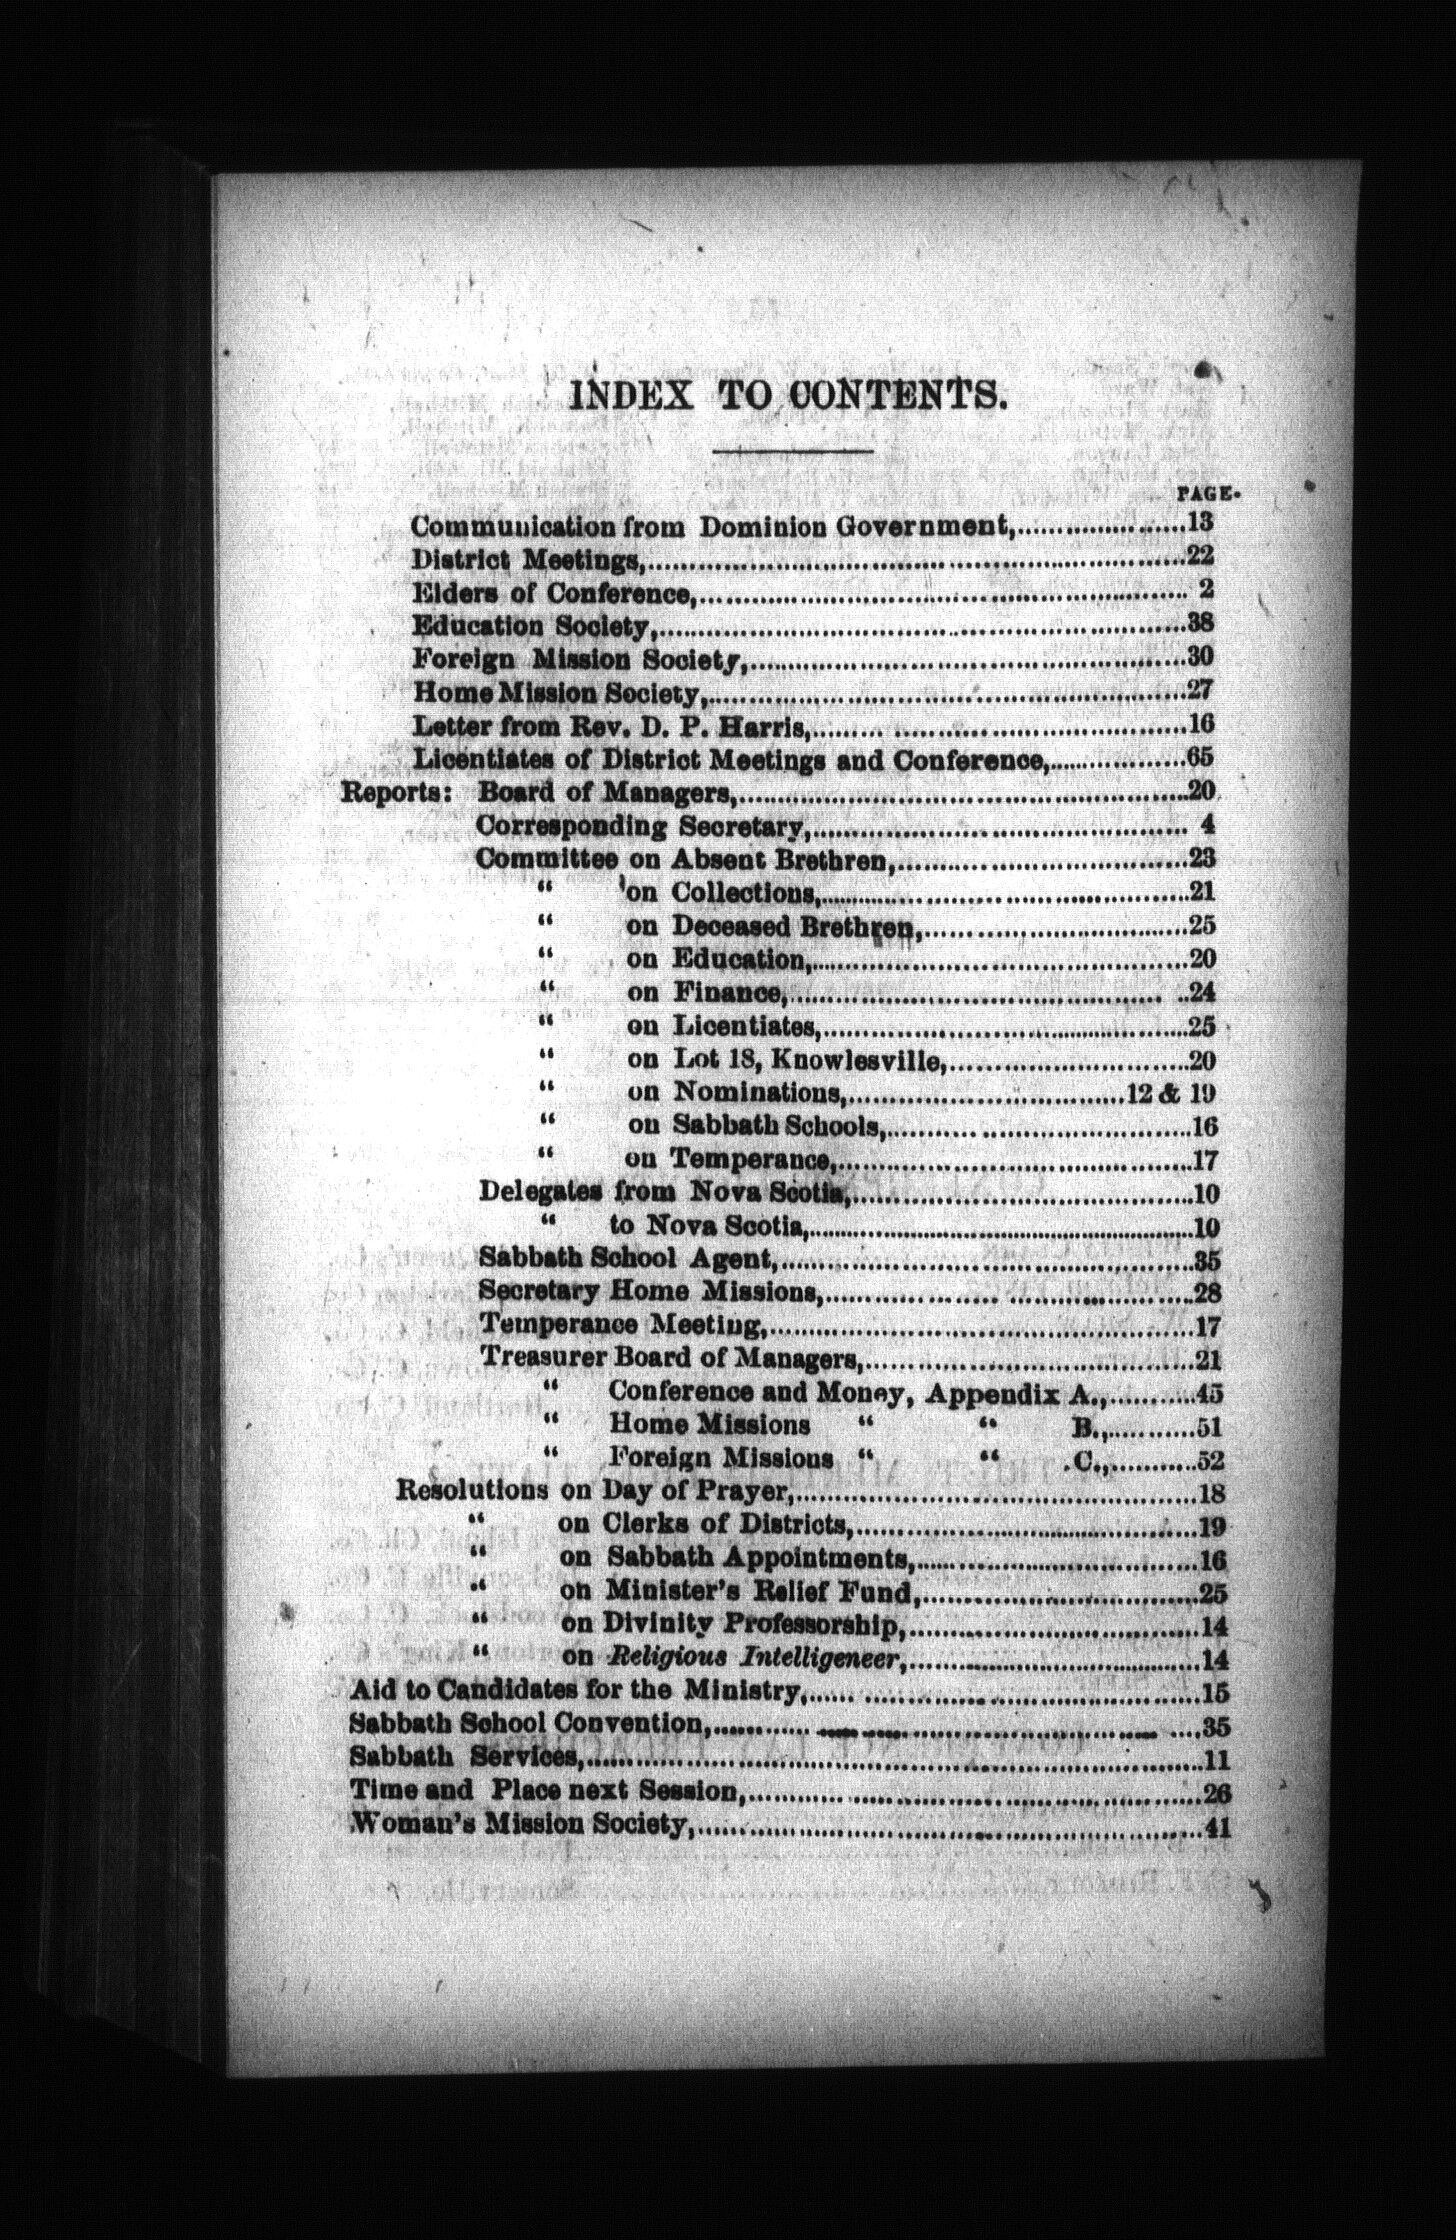 INDEX TO CONTENTS.
PAGE.
Communication from Dominion Government,....................13
District Meetings,....................22
Elders of Conference,.................... 2
Education Society,....................38
Foreign Mission Society,....................30
Home Mission Society,....................27
Letter from Rev. D. P. Harris,....................16
Licentiates of District Meetings and Conference,....................65
Reports: Board of Managers,....................20
Corresponding Secretary,.................... 4
Committee on Absent Brethren,....................23
“ on Collections,....................21
“ on Deceased Brethren,....................25
“ on Education,....................20
“ on Finance,....................24
“ on Licentiates,....................25
“ on Lot 18, Knowlesville,....................20
“ on Nominations,....................12 & 19
“ on Sabbath Schools,....................16
“ on Temperance,....................17
Delegates from Nova Scotia,....................10
“ to Nova Scotia,....................10
Sabbath School Agent,....................35
Secretary Home Missions,....................28
Temperance Meeting,....................17
Treasurer Board of Managers,....................21
“ Conference and Money, Appendix A.,...........45
“ Home Missions “ “ B.,...........51
“ Foreign Missions “ “ C.,...........52
Resolutions on Day of Prayer,....................18
“ on Clerks of Districts,....................19
“ on Sabbath Appointments,....................16
“ on Minister's Relief Fund,....................25
“ on Divinity Professorship,....................14
“ on Religious Intelligeneer,....................14
Aid to Candidates for the Ministry,....................15
Sabbath School Convention,....................35
Sabbath Services,....................11
Time and Place next Session,....................26
Woman's Mission Society,....................41